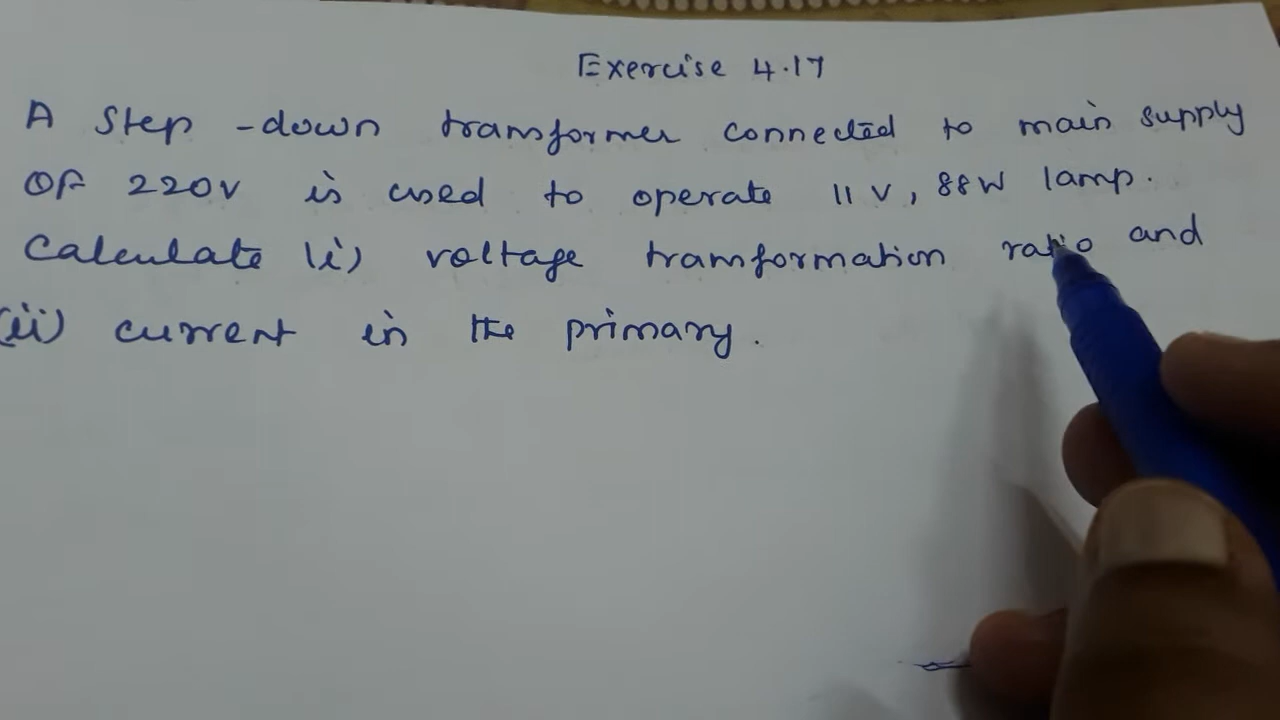 Exercise 4.17
A step-down transformer connected to main supply
OF 220V is used to operate 11 V, 88W lamp.
Calculate (i) voltage transformation ratio and
(ii) current in the primary.